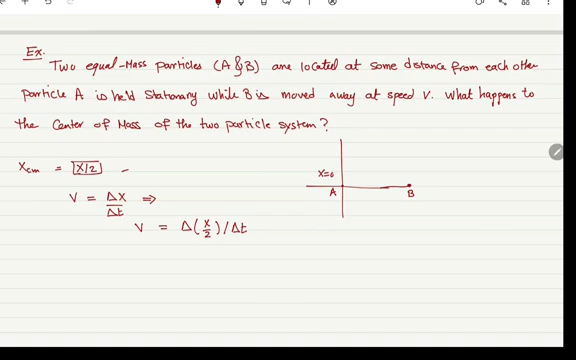 Ex.
Two equal-Mass particles (A & B) are located at some distance from each other
particle A is held stationary while B is moved away at speed V. What happens to
the Center of Mass of the two particle system?
Xcm = X/2 -
V = ΔX/Δt ⇒
V = Δ(X/2)/Δt
X=0
A
B